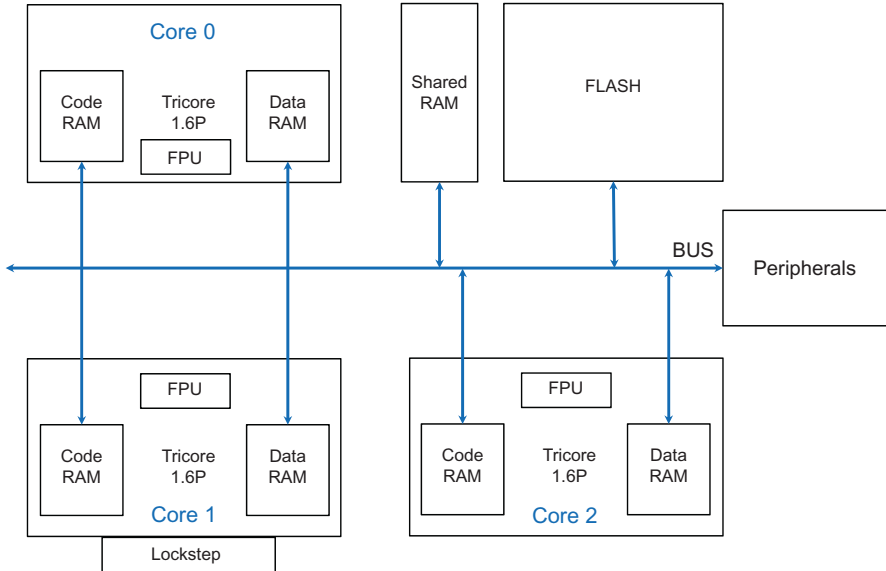 Core 0
Code
RAM
Tricore
1.6P
Data
RAM
FPU
Shared
RAM
FLASH
BUS
Peripherals
FPU
Code
RAM
Tricore
1.6P
Data
RAM
Core 1
Lockstep
FPU
Code
RAM
Tricore
1.6P
Data
RAM
Core 2